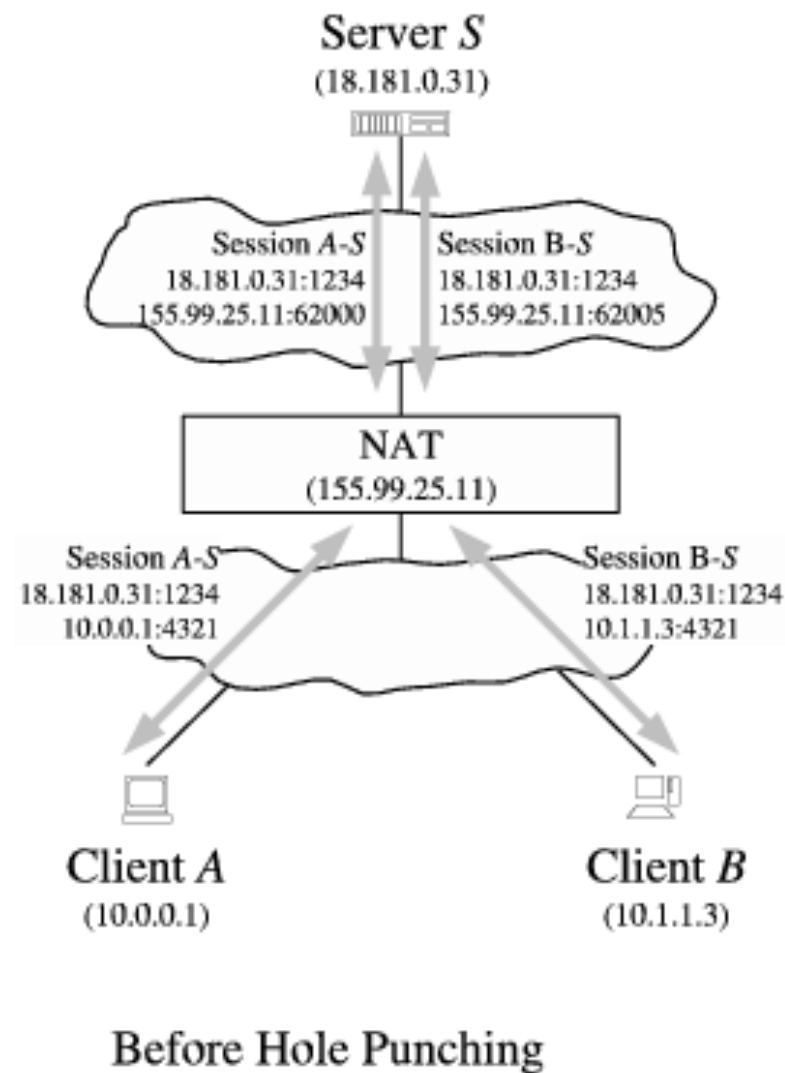 Server S
(18.181.0.31)
Session A-S
18.181.0.31:1234
155.99.25.11:62000
Session B-S
18.181.0.31:1234
155.99.25.11:62005
NAT
(155.99.25.11)
Session A-S
18.181.0.31:1234
10.0.0.1:4321
Session B-S
18.181.0.31:1234
10.1.1.3:4321
Client A
(10.0.0.1)
Client B
(10.1.1.3)
Before Hole Punching